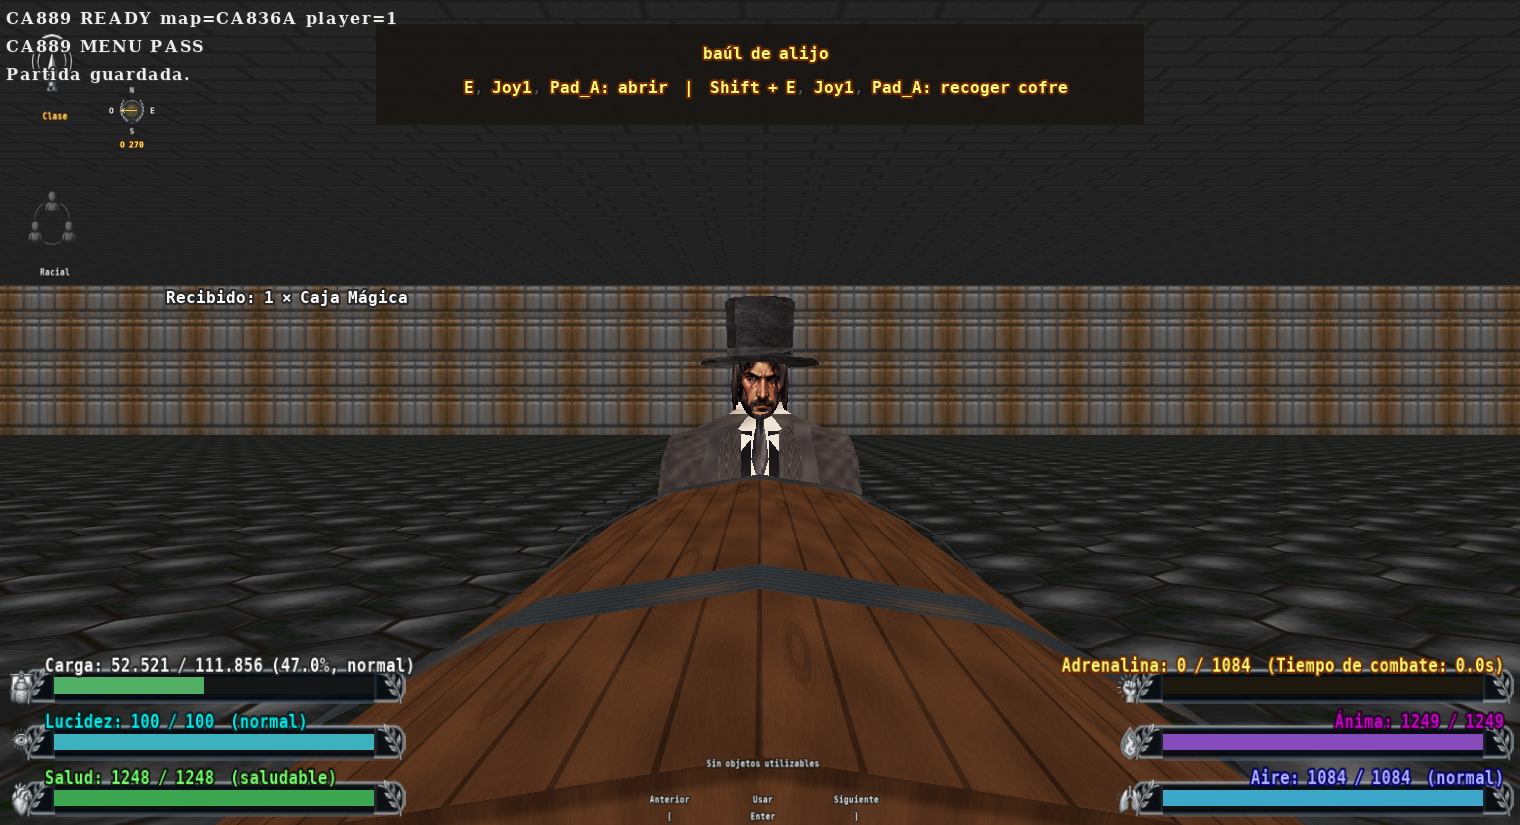 CA889 READY map=CA836A player=1
CA889 MENU PASS
Partida guardada.
baúl de alijo
E, Joy1, Pad_A: abrir | Shift + E, Joy1, Pad_A: recoger cofre
Clase
N
O E
S
O 270
Racial
Recibido: 1 × Caja Mágica
Carga: 52.521 / 111.856 (47.0%, normal)
Adrenalina: 0 / 1084 (Tiempo de combate: 0.0s)
Lucidez: 100 / 100 (normal)
Ánima: 1249 / 1249
Salud: 1248 / 1248 (saludable)
Aire: 1084 / 1084 (normal)
Sin objetos utilizables
Anterior Usar Siguiente
[ Enter ]